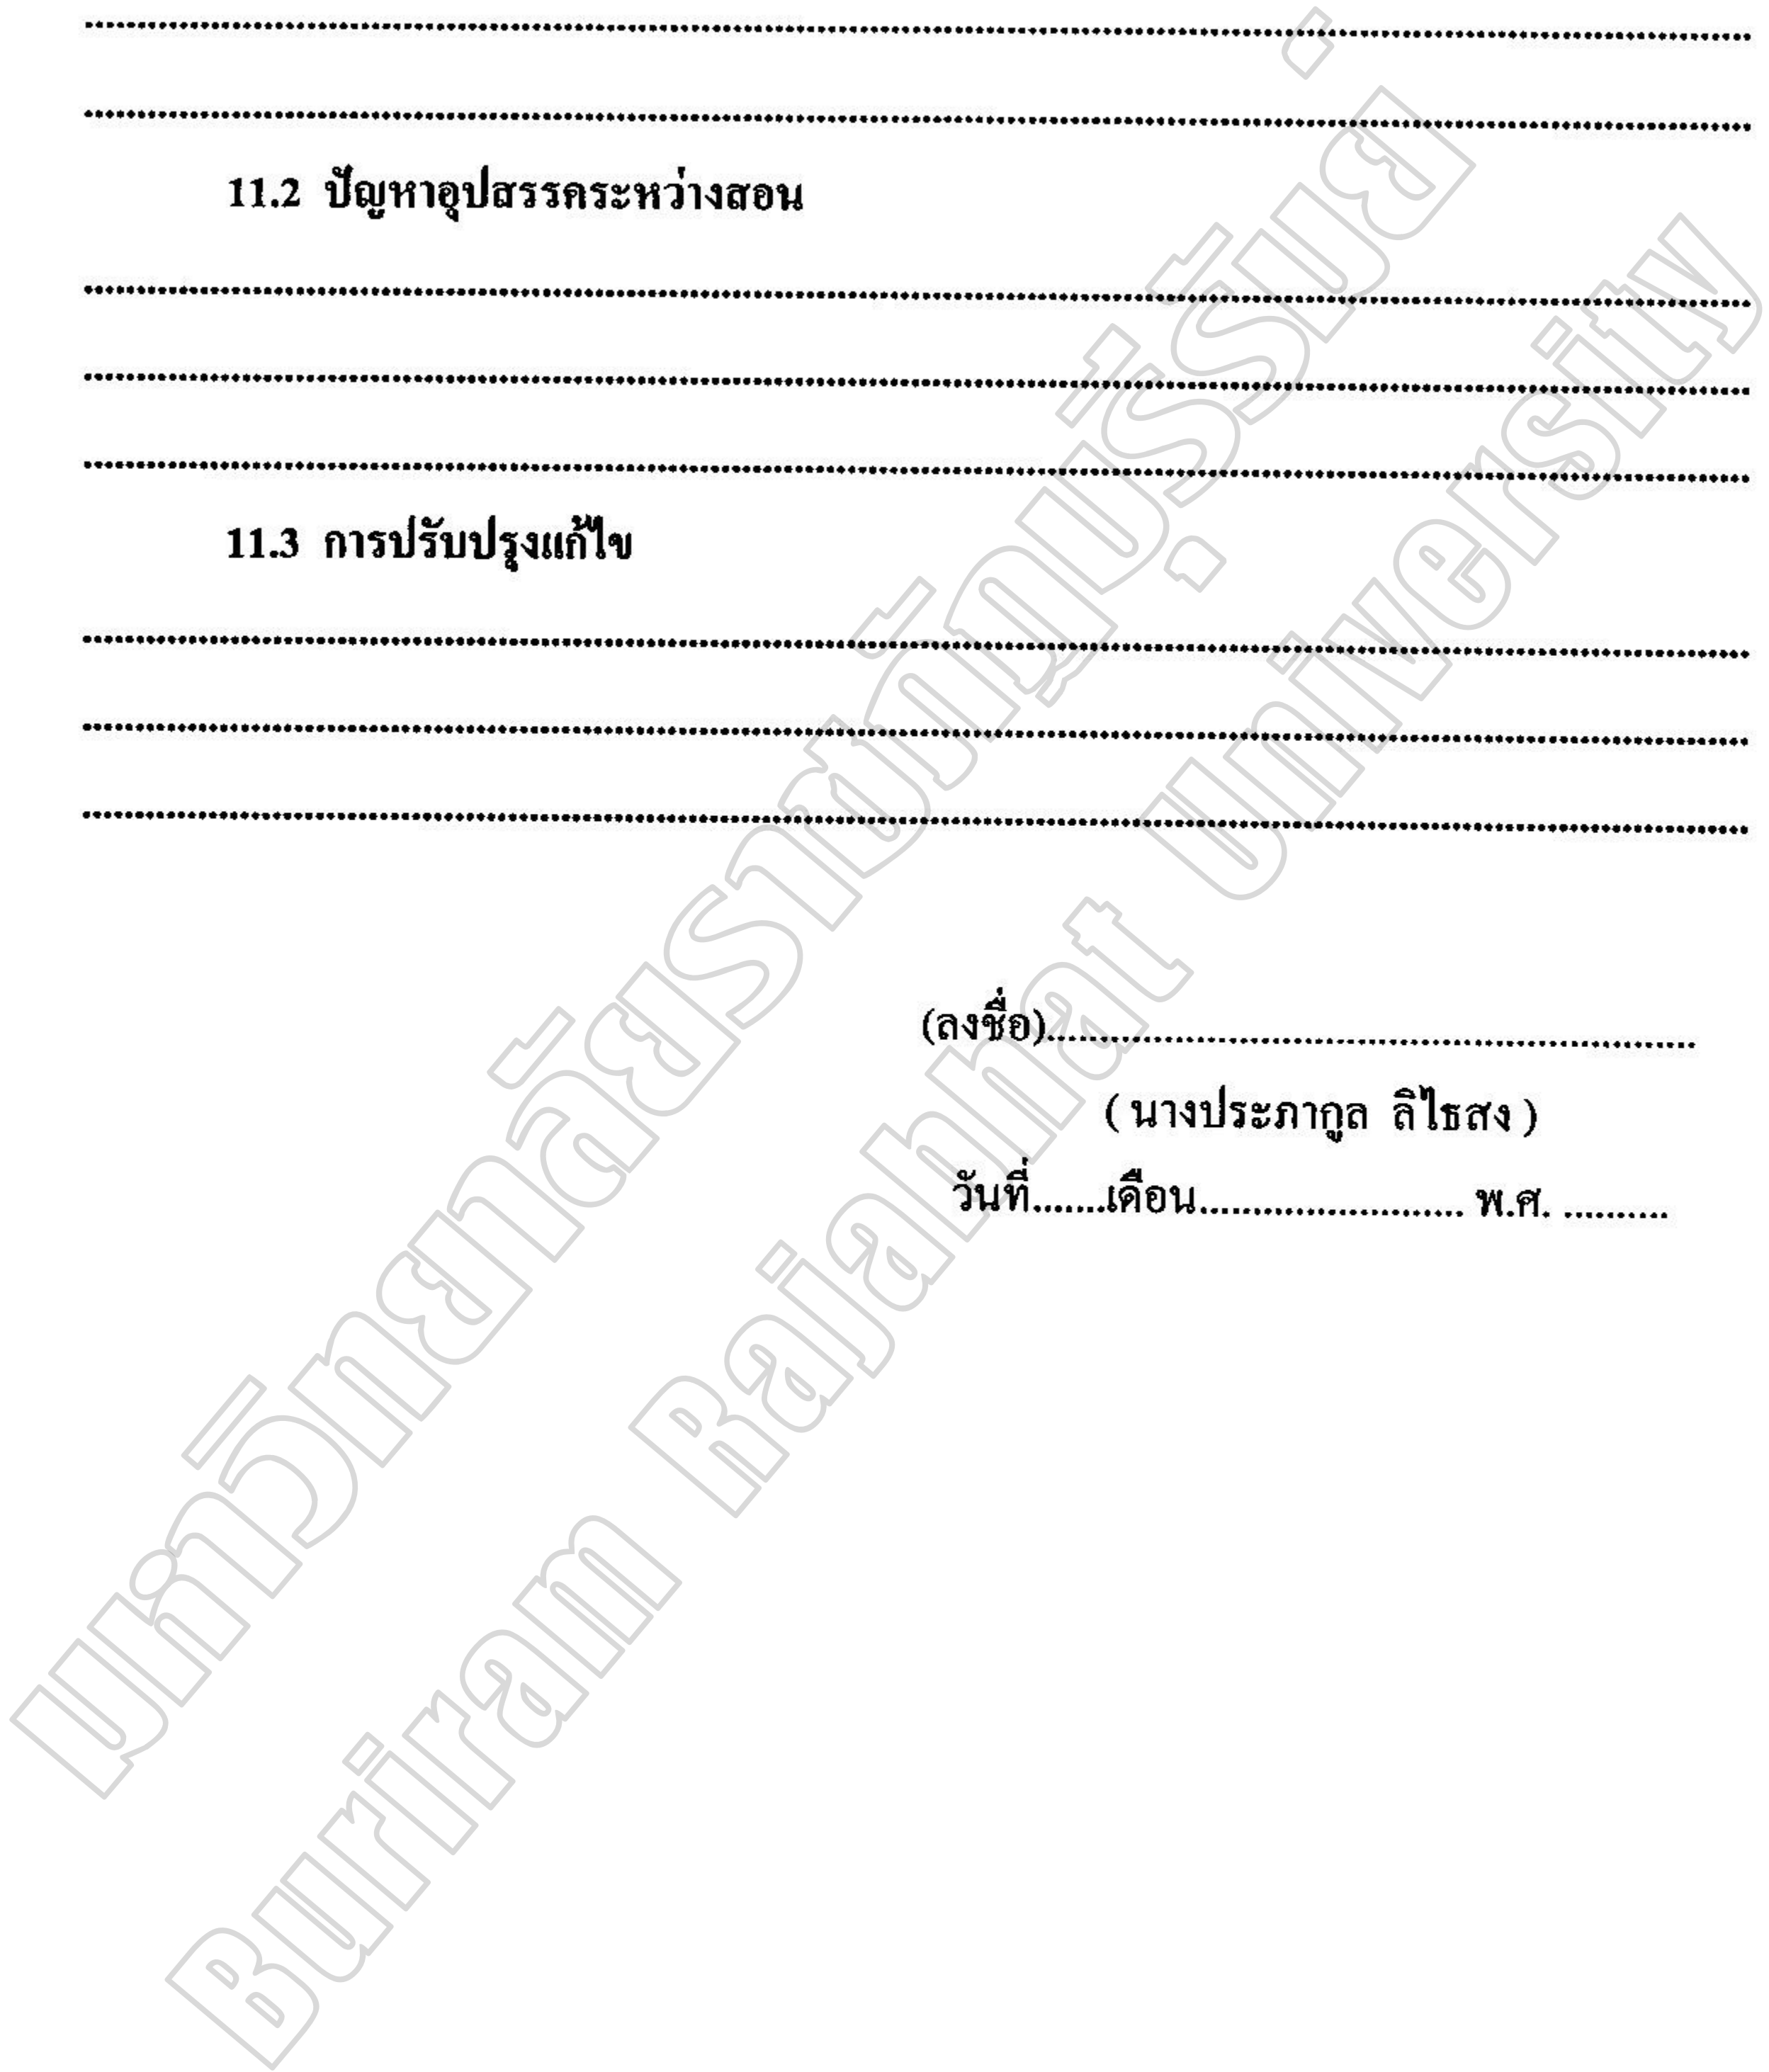 ................................................................................
................................................................................
11.2 ปัญหาอุปสรรคระหว่างสอน
................................................................................
................................................................................
................................................................................
11.3 การปรับปรุงแก้ไข
................................................................................
................................................................................
................................................................................
(ลงชื่อ)..............................................................
( นางประภากูล ลิไธสง )
วันที่.......เดือน......................... พ.ศ. ..........
มหาวิทยาลัยราชภัฏบุรีรัมย์
Buriram Rajabhat University